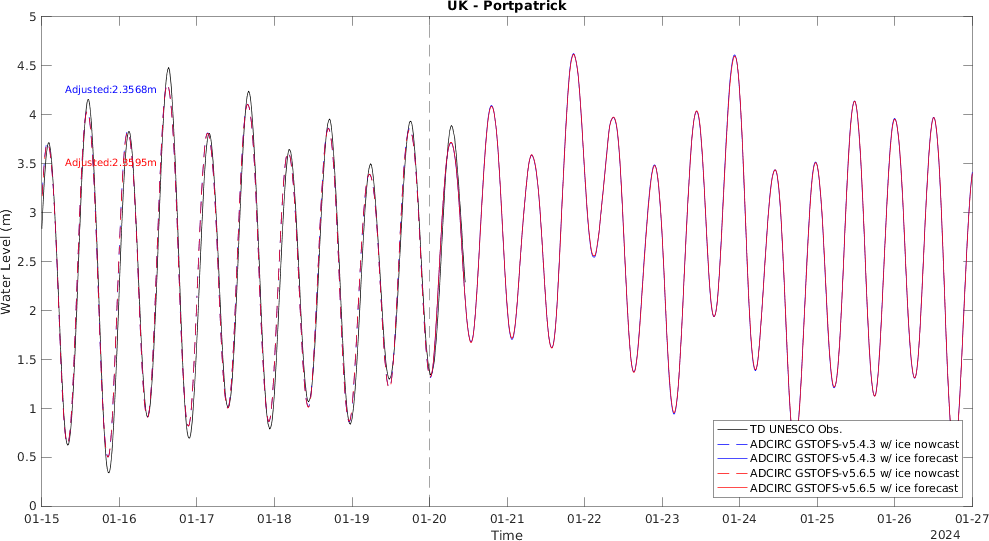 UK - Portpatrick
5
4.5
4
3.5
3
2.5
2
1.5
1
0.5
0
Water Level (m)
Adjusted:2.3568m
Adjusted:2.3595m
TD UNESCO Obs.
ADCIRC GSTOFS-v5.4.3 w/ ice nowcast
ADCIRC GSTOFS-v5.4.3 w/ ice forecast
ADCIRC GSTOFS-v5.6.5 w/ ice nowcast
ADCIRC GSTOFS-v5.6.5 w/ ice forecast
01-15 01-16 01-17 01-18 01-19 01-20 01-21 01-22 01-23 01-24 01-25 01-26 01-27
Time
2024